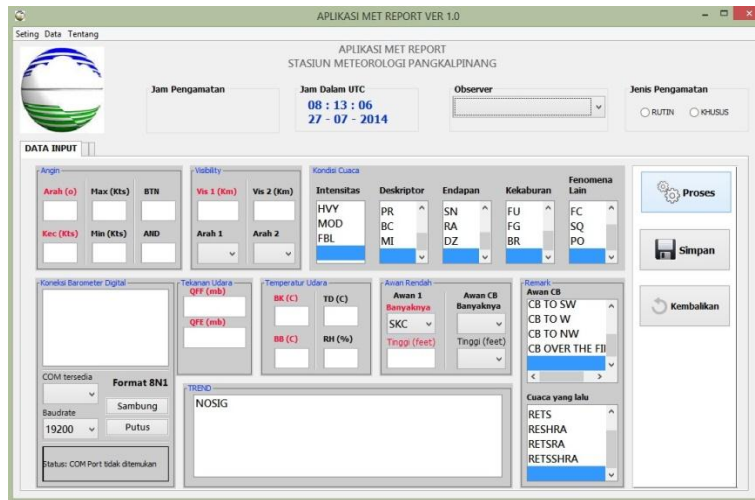 APLIKASI MET REPORT VER 1.0
Seting Data Tentang
APLIKASI MET REPORT
STASIUN METEOROLOGI PANGKALPINANG
Jam Pengamatan
Jam Dalam UTC
08 : 13 : 06
27 - 07 - 2014
Observer
Jenis Pengamatan
RUTIN KHUSUS
DATA INPUT
Angin
Arah (o) Max (Kts) BTN
Kec (Kts) Min (Kts) AND
Visbility
Vis 1 (Km) Vis 2 (Km)
Arah 1 Arah 2
Kondisi Cuaca
Intensitas
HVY
MOD
FBL
Deskriptor
PR
BC
MI
Endapan
SN
RA
DZ
Kekaburan
FU
FG
BR
Fenomena
Lain
FC
SQ
PO
Proses
Simpan
Kembalikan
Koneksi Barometer Digital
COM tersedia
Format 8N1
Baudrate
Sambung
19200
Putus
Status: COM Port tidak ditemukan
Tekanan Udara
QFF (mb)
QFE (mb)
Temperatur Udara
BK (C) TD (C)
BB (C) RH (%)
Awan Rendah
Awan 1
Banyaknya
SKC
Tinggi (feet)
Awan CB
Banyaknya
Tinggi (feet)
Remark
Awan CB
CB TO SW
CB TO W
CB TO NW
CB OVER THE FII
Cuaca yang lalu
RETS
RESHRA
RETSRA
RETSSHRA
TREND
NOSIG